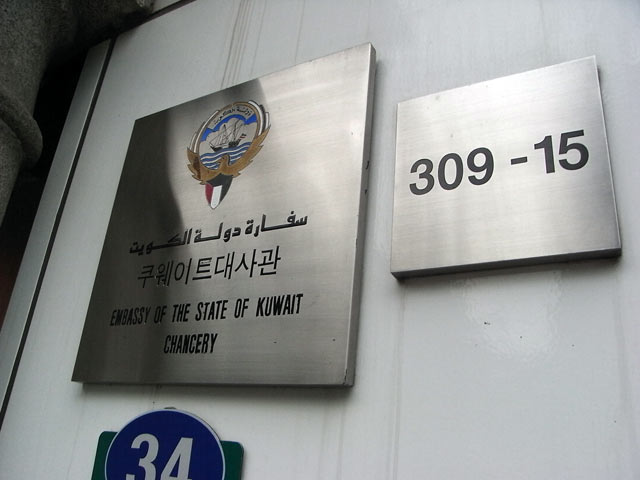 سفارة دولة الكويت
쿠웨이트대사관
EMBASSY OF THE STATE OF KUWAIT
CHANCERY
309-15
34